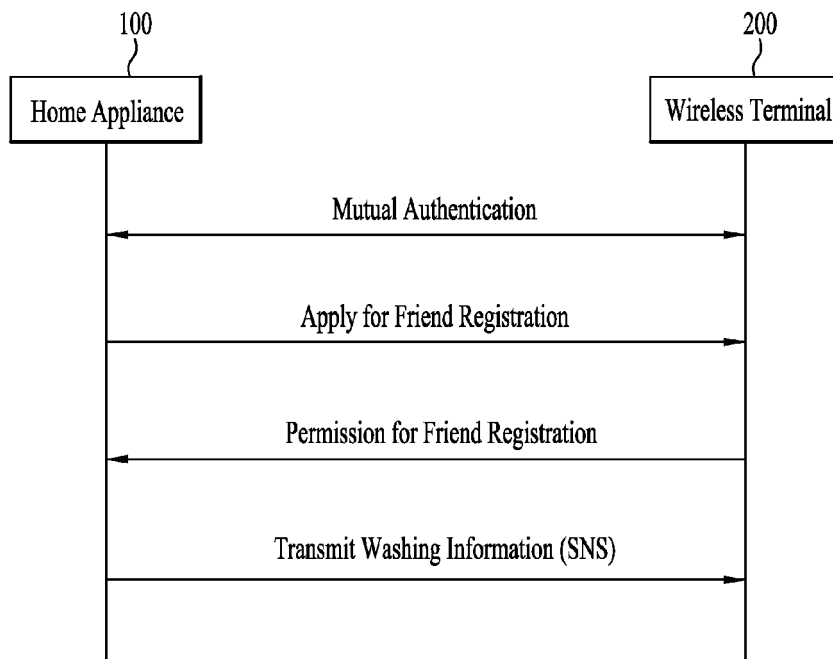 100
200
Home Appliance
Wireless Terminal
Mutual Authentication
Apply for Friend Registration
Permission for Friend Registration
Transmit Washing Information (SNS)